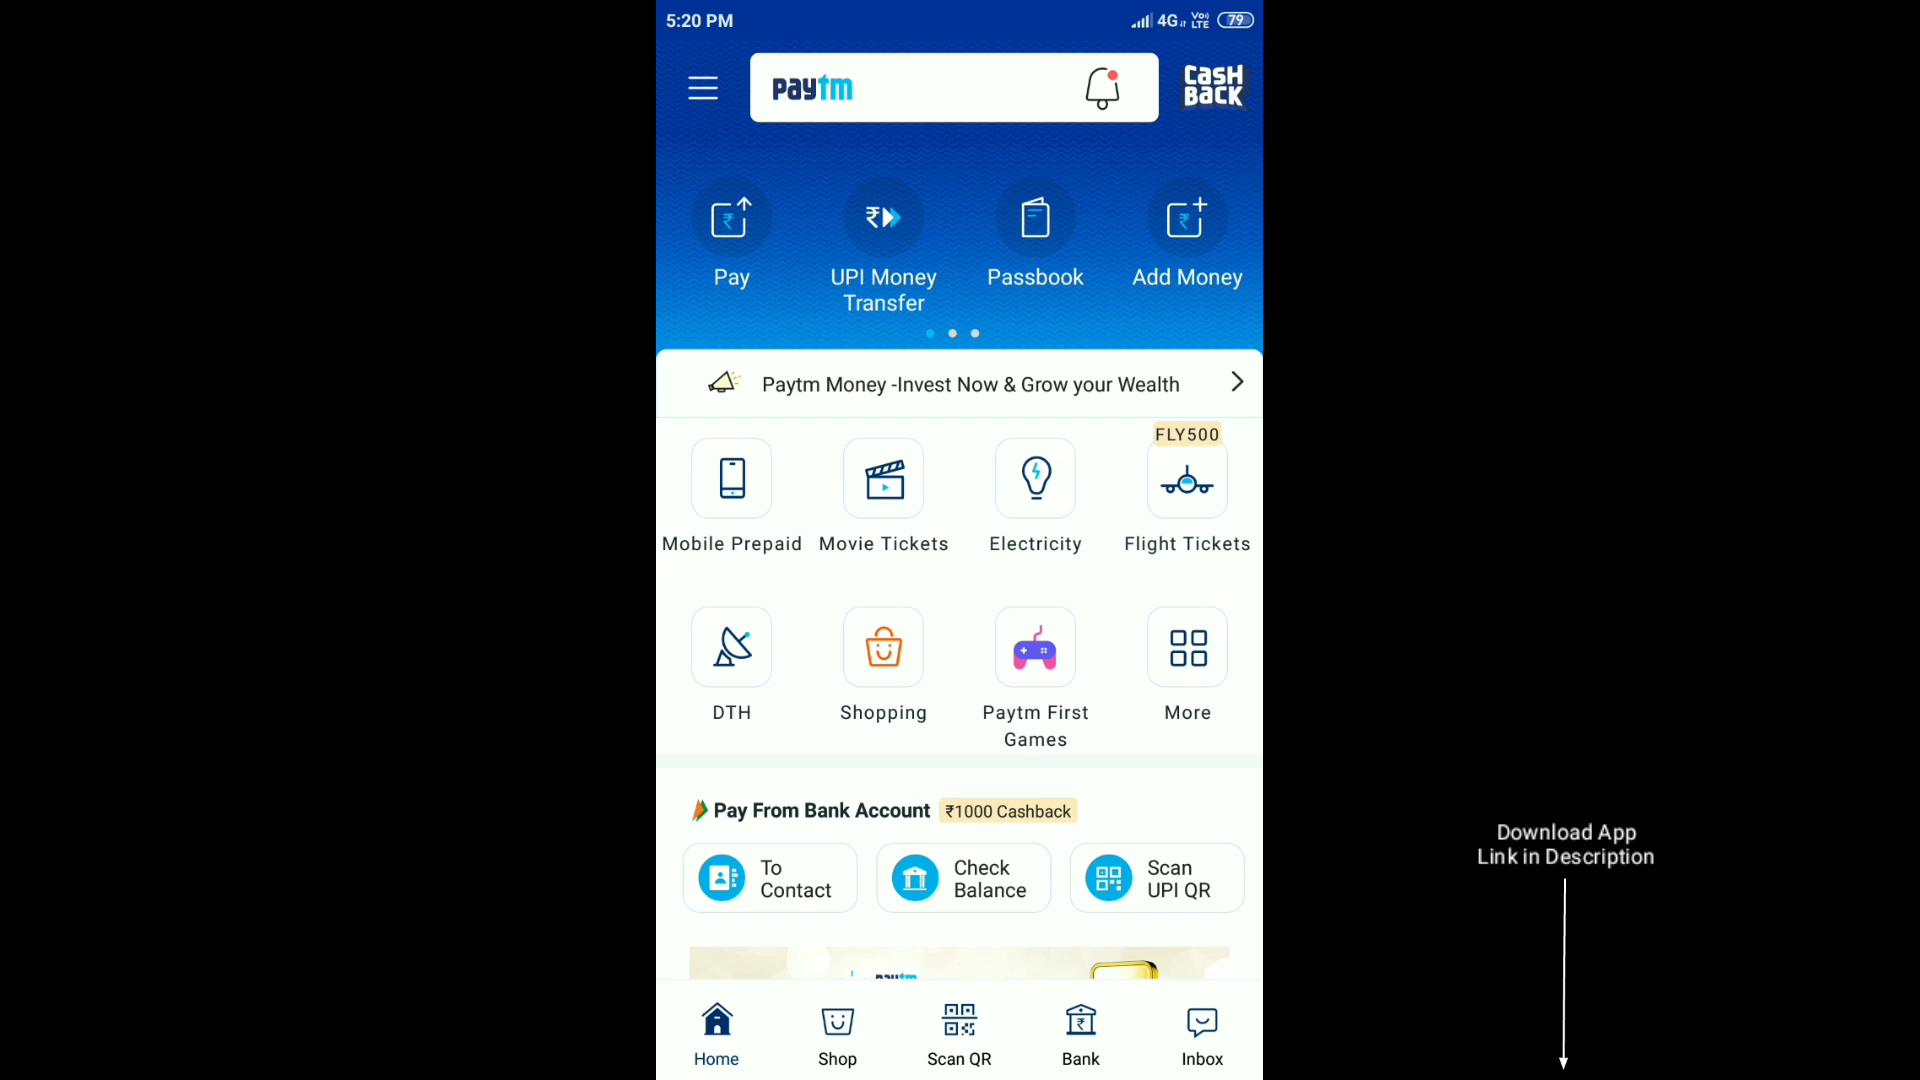 5:20 PM
4G
Vo)
LTE
79
paytm
CASH
BACK
Pay
UPI Money
Transfer
Passbook
Add Money
Paytm Money -Invest Now & Grow your Wealth
FLY500
Mobile Prepaid
Movie Tickets
Electricity
Flight Tickets
DTH
Shopping
Paytm First
Games
More
Pay From Bank Account
₹1000 Cashback
To
Contact
Check
Balance
Scan
UPI QR
Download App
Link in Description
paytm
Home
Shop
Scan QR
Bank
Inbox